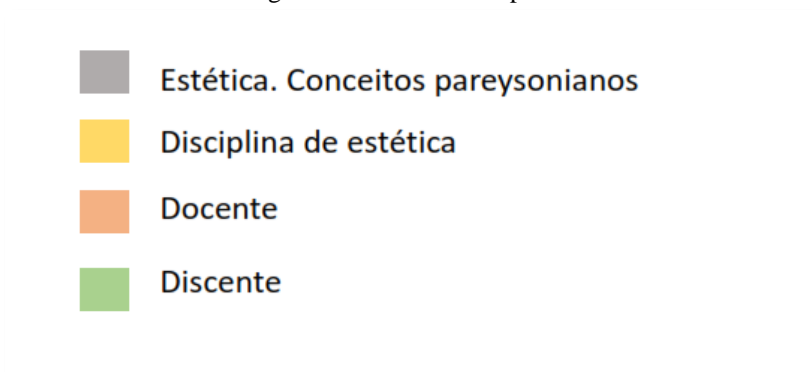 Estética. Conceitos pareysonianos
Disciplina de estética
Docente
Discente